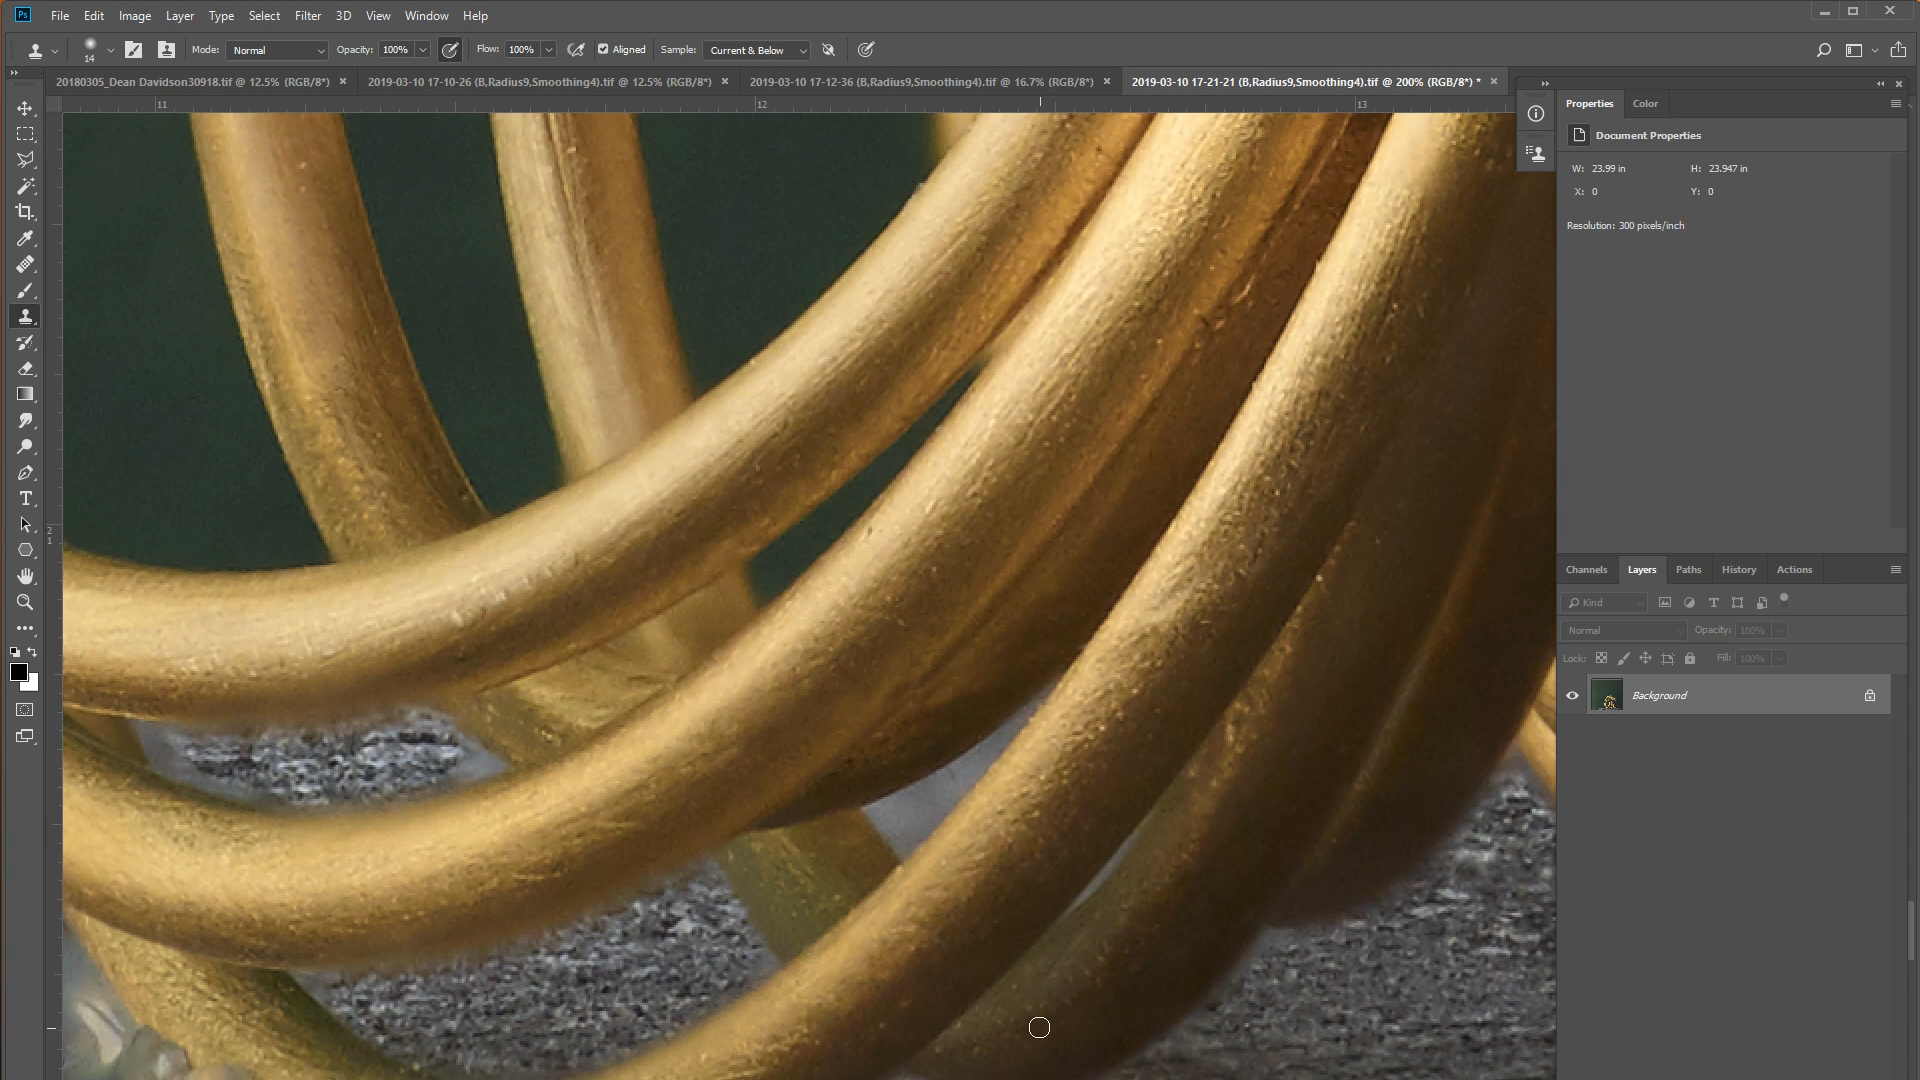 Ps File Edit Image Layer Type Select Filter 3D View Window Help
14 Mode: Normal Opacity: 100% Flow: 100% Aligned Sample: Current & Below
20180305_Dean Davidson30918.tif @ 12.5% (RGB/8*) 2019-03-10 17-10-26 (B,Radius9,Smoothing4).tif @ 12.5% (RGB/8*) 2019-03-10 17-12-36 (B,Radius9,Smoothing4).tif @ 16.7% (RGB/8*) 2019-03-10 17-21-21 (B,Radius9,Smoothing4).tif @ 200% (RGB/8*) *
11 12 13
Properties Color
Document Properties
W: 23.99 in H: 23.947 in
X: 0 Y: 0
Resolution: 300 pixels/inch
2
1
Channels Layers Paths History Actions
Kind
Normal Opacity: 100%
Lock: Fill: 100%
Background